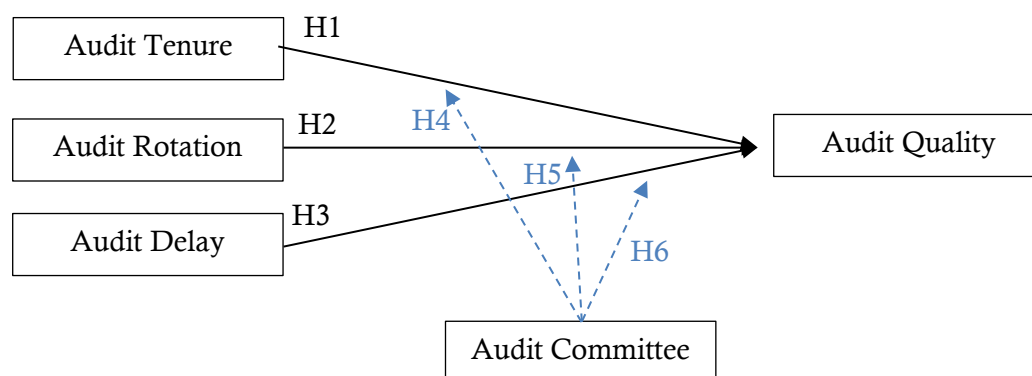 Audit Tenure
H1
H4
Audit Rotation
H2
Audit Quality
H5
Audit Delay
H3
H6
Audit Committee